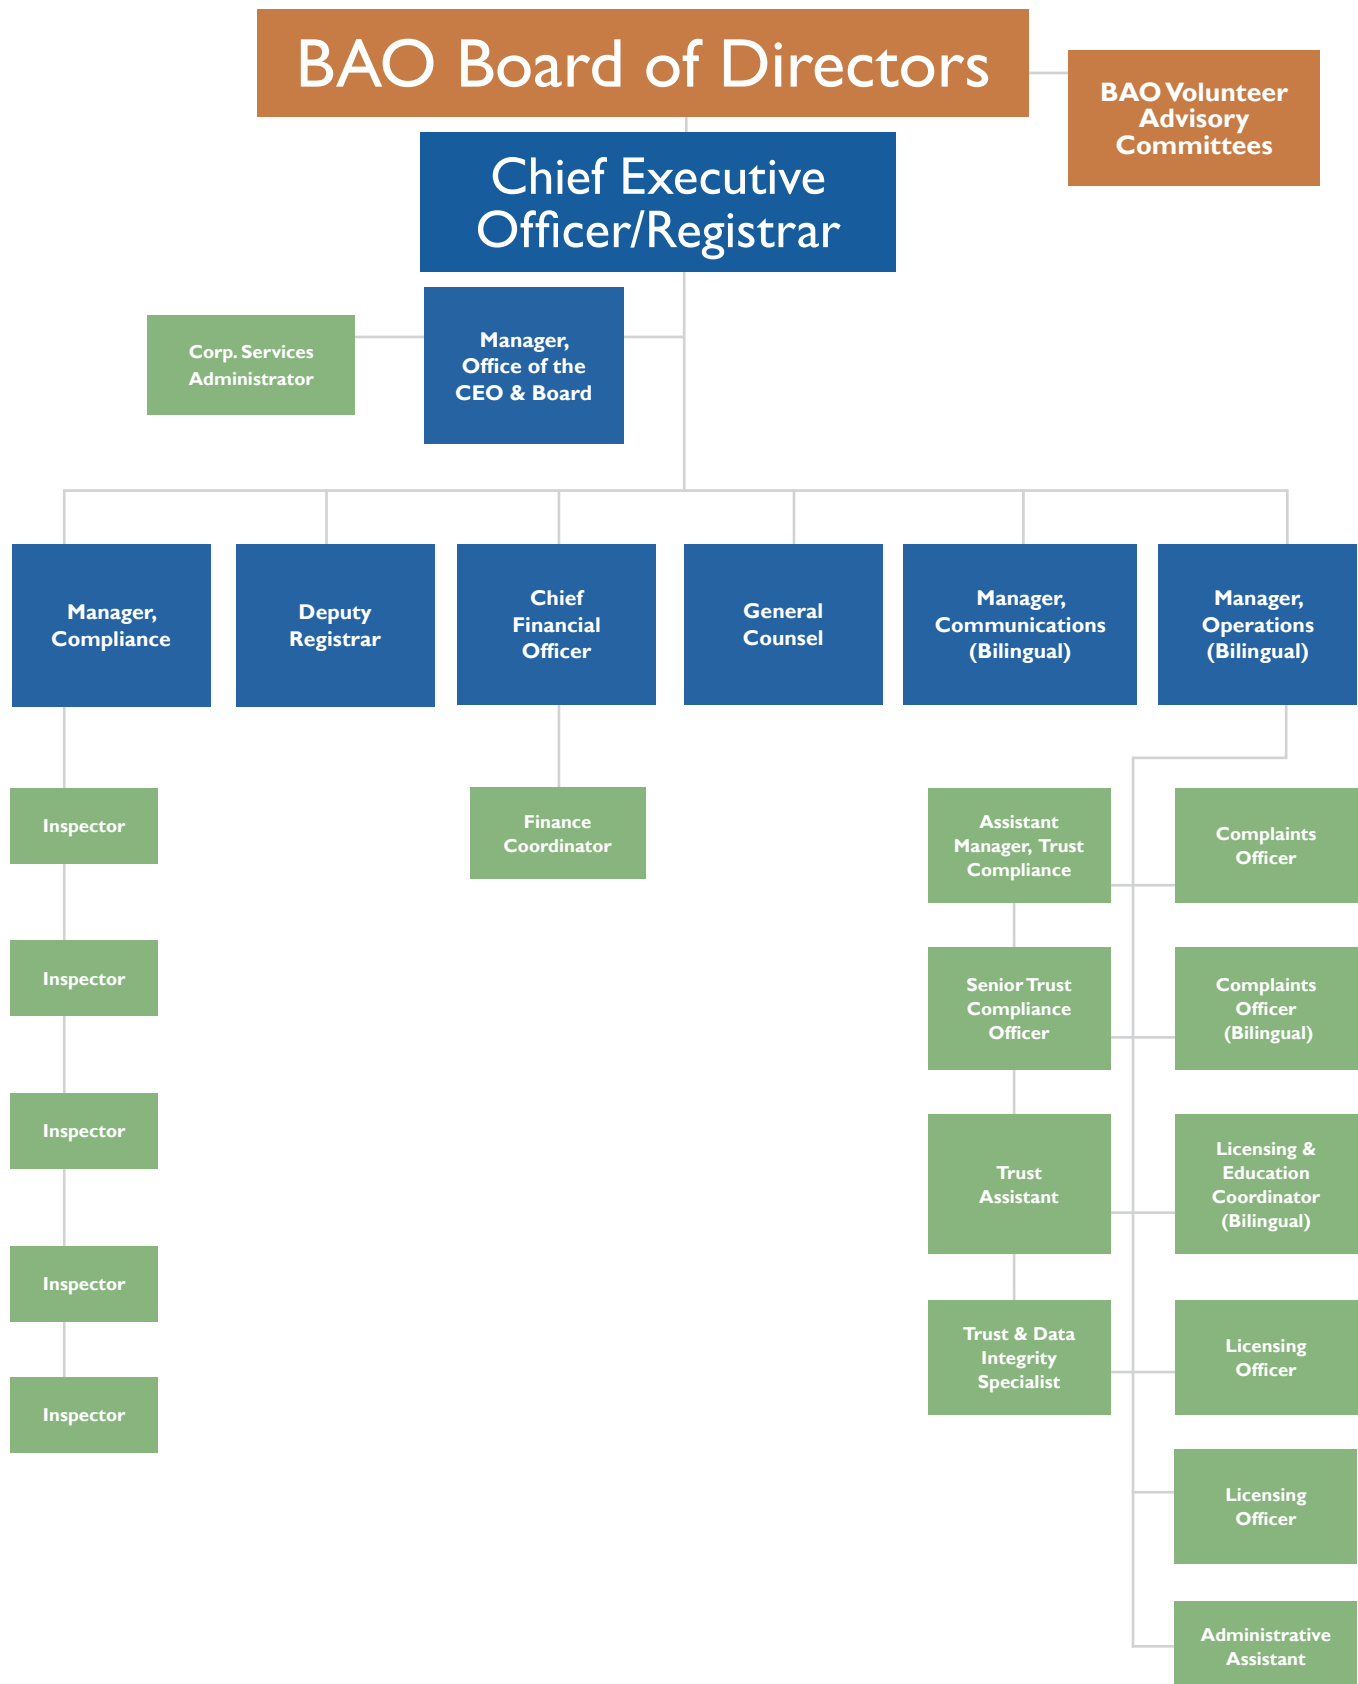 BAO Board of Directors
BAO Volunteer
Advisory
Committees
Chief Executive
Officer/Registrar
Corp. Services
Administrator
Manager,
Office of the
CEO & Board
Manager,
Compliance
Deputy
Registrar
Chief
Financial
Officer
General
Counsel
Manager,
Communications
(Bilingual)
Manager,
Operations
(Bilingual)
Inspector
Inspector
Inspector
Inspector
Inspector
Finance
Coordinator
Assistant
Manager, Trust
Compliance
Senior Trust
Compliance
Officer
Trust
Assistant
Trust & Data
Integrity
Specialist
Complaints
Officer
Complaints
Officer
(Bilingual)
Licensing &
Education
Coordinator
(Bilingual)
Licensing
Officer
Licensing
Officer
Administrative
Assistant